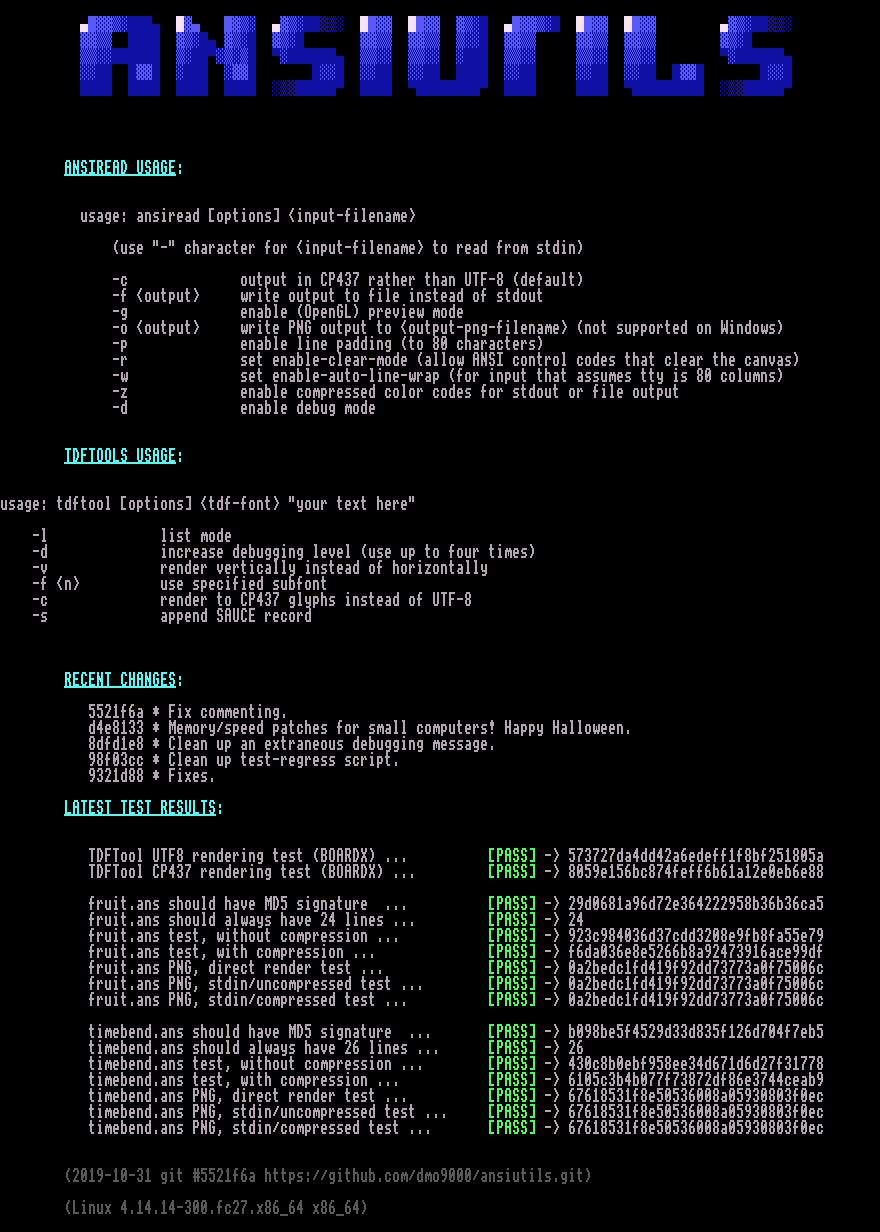 ANSIUTILS
ANSIREAD USAGE:
usage: ansiread [options] <input-filename>
(use "-" character for <input-filename> to read from stdin)
-c output in CP437 rather than UTF-8 (default)
-f <output> write output to file instead of stdout
-g enable (OpenGL) preview mode
-o <output> write PNG output to <output-png-filename> (not supported on Windows)
-p enable line padding (to 80 characters)
-r set enable-clear-mode (allow ANSI control codes that clear the canvas)
-w set enable-auto-line-wrap (for input that assumes tty is 80 columns)
-z enable compressed color codes for stdout or file output
-d enable debug mode
TDFTOOLS USAGE:
usage: tdftool [options] <tdf-font> "your text here"
-l list mode
-d increase debugging level (use up to four times)
-v render vertically instead of horizontally
-f <n> use specified subfont
-c render to CP437 glyphs instead of UTF-8
-s append SAUCE record
RECENT CHANGES:
5521f6a * Fix commenting.
d4e8133 * Memory/speed patches for small computers! Happy Halloween.
8dfd1e8 * Clean up an extraneous debugging message.
98f03cc * Clean up test-regress script.
9321d88 * Fixes.
LATEST TEST RESULTS:
TDFTool UTF8 rendering test (BOARDX) ... [PASS] -> 573727da4dd42a6edeff1f8bf251805a
TDFTool CP437 rendering test (BOARDX) ... [PASS] -> 8059e156bc874feff6b61a12e0eb6e88
fruit.ans should have MD5 signature ... [PASS] -> 29d0681a96d72e364222958b36b36ca5
fruit.ans should always have 24 lines ... [PASS] -> 24
fruit.ans test, without compression ... [PASS] -> 923c984036d37cdd3208e9fb8fa55e79
fruit.ans test, with compression ... [PASS] -> f6da036e8e5266b8a92473916ace99df
fruit.ans PNG, direct render test ... [PASS] -> 0a2bedc1fd419f92dd73773a0f75006c
fruit.ans PNG, stdin/uncompressed test ... [PASS] -> 0a2bedc1fd419f92dd73773a0f75006c
fruit.ans PNG, stdin/compressed test ... [PASS] -> 0a2bedc1fd419f92dd73773a0f75006c
timebend.ans should have MD5 signature ... [PASS] -> b098be5f4529d33d835f126d704f7eb5
timebend.ans should always have 26 lines ... [PASS] -> 26
timebend.ans test, without compression ... [PASS] -> 430c8b0ebf958ee34d671d6d27f31778
timebend.ans test, with compression ... [PASS] -> 6105c3b4b077f73872df86e3744ceab9
timebend.ans PNG, direct render test ... [PASS] -> 67618531f8e50536008a05930803f0ec
timebend.ans PNG, stdin/uncompressed test ... [PASS] -> 67618531f8e50536008a05930803f0ec
timebend.ans PNG, stdin/compressed test ... [PASS] -> 67618531f8e50536008a05930803f0ec
(2019-10-31 git #5521f6a https://github.com/dmo9000/ansiutils.git)
(Linux 4.14.14-300.fc27.x86_64 x86_64)